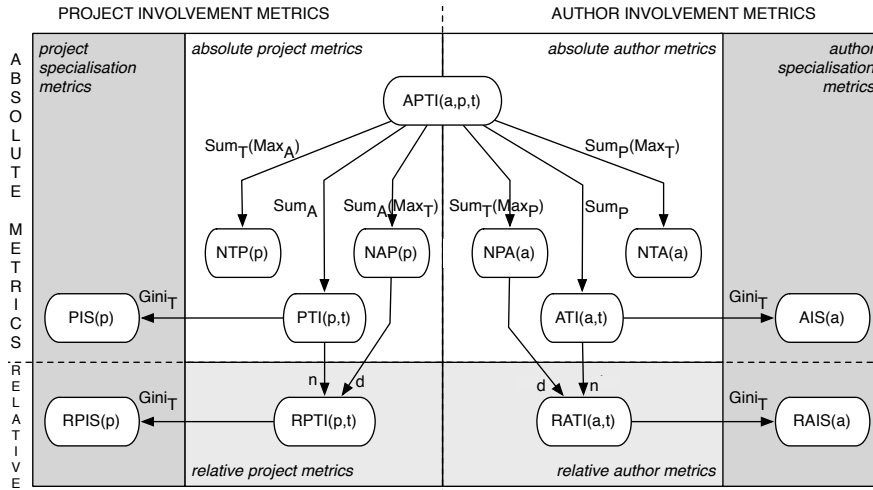 PROJECT INVOLVEMENT METRICS
AUTHOR INVOLVEMENT METRICS
ABSOLUTE METRICS
RELATIVE
project
specialisation
metrics
absolute project metrics
absolute author metrics
author
specialisation
metrics
APTI(a,p,t)
SumT(MaxA)
SumA
SumA(MaxT)
SumT(MaxP)
SumP
SumP(MaxT)
NTP(p)
NAP(p)
NPA(a)
NTA(a)
PIS(p)
GiniT
PTI(p,t)
ATI(a,t)
GiniT
AIS(a)
n
d
d
n
RPIS(p)
GiniT
RPTI(p,t)
RATI(a,t)
GiniT
RAIS(a)
relative project metrics
relative author metrics